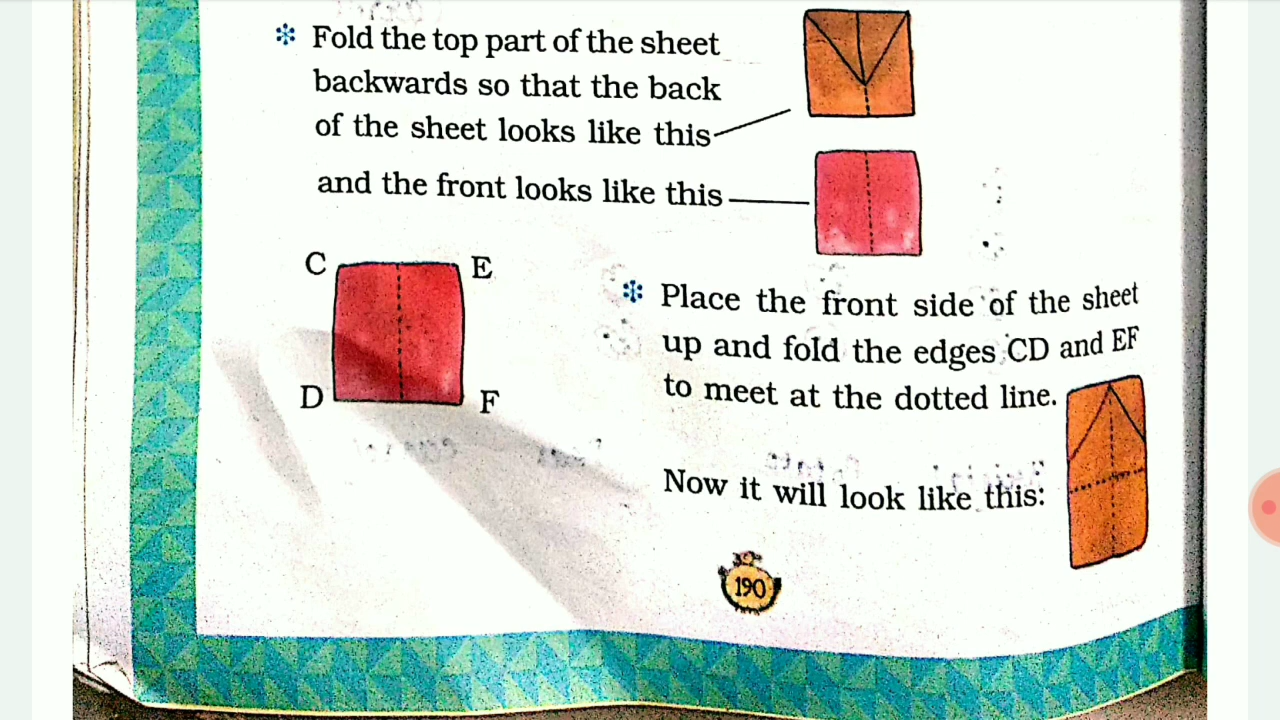 * Fold the top part of the sheet
backwards so that the back
of the sheet looks like this
and the front looks like this
C E
D F
* Place the front side of the sheet
up and fold the edges CD and EF
to meet at the dotted line.
Now it will look like this:
190